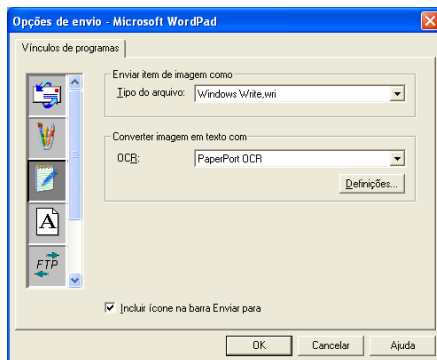 Opções de envio - Microsoft WordPad
Vínculos de programas
Enviar item de imagem como
Tipo do arquivo: Windows Write,wri
Converter imagem em texto com
OCR: PaperPort OCR
Definições...
A
FTP
Incluir ícone na barra Enviar para
OK Cancelar Ajuda